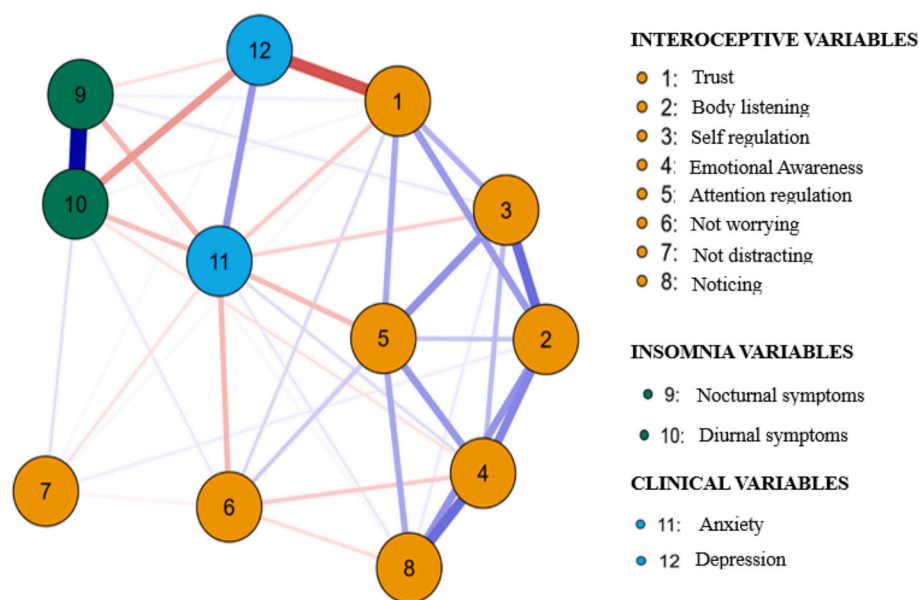 12
9
1
10
3
11
5
2
4
7
6
8
INTEROCEPTIVE VARIABLES
1: Trust
2: Body listening
3: Self regulation
4: Emotional Awareness
5: Attention regulation
6: Not worrying
7: Not distracting
8: Noticing
INSOMNIA VARIABLES
9: Nocturnal symptoms
10: Diurnal symptoms
CLINICAL VARIABLES
11: Anxiety
12 Depression